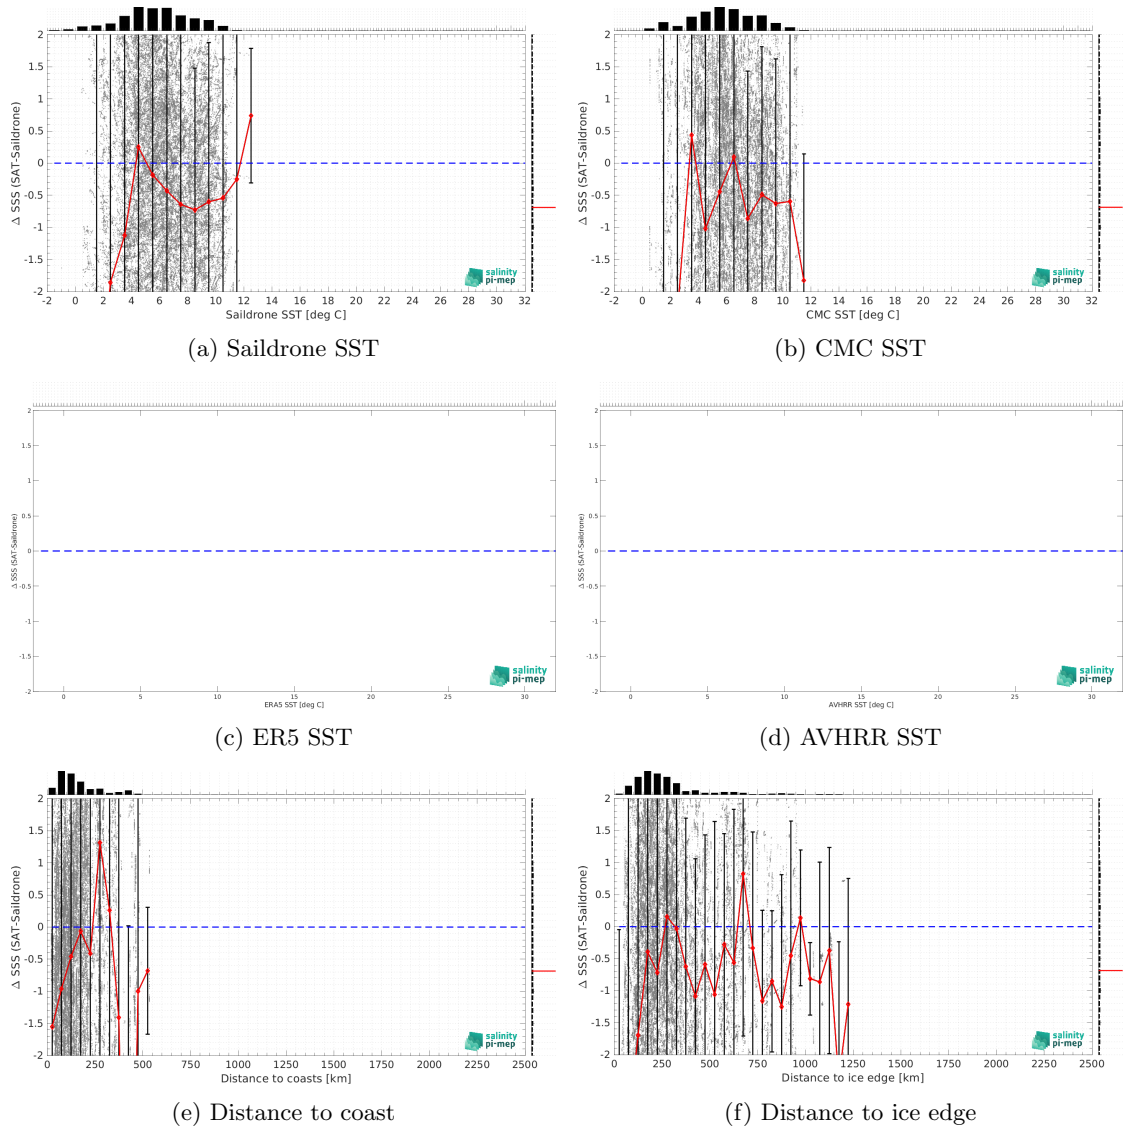 2
1.5
1
0.5
0
-0.5
-1
-1.5
-2
Δ SSS (SAT-Saildrone)
-2 0 2 4 6 8 10 12 14 16 18 20 22 24 26 28 30 32
Saildrone SST [deg C]
salinity
pi-mep
(a) Saildrone SST
2
1.5
1
0.5
0
-0.5
-1
-1.5
-2
Δ SSS (SAT-Saildrone)
-2 0 2 4 6 8 10 12 14 16 18 20 22 24 26 28 30 32
CMC SST [deg C]
salinity
pi-mep
(b) CMC SST
2
1.5
1
0.5
0
-0.5
-1
-1.5
-2
Δ SSS (SAT-Saildrone)
0 5 10 15 20 25 30
ERA5 SST [deg C]
salinity
pi-mep
(c) ER5 SST
2
1.5
1
0.5
0
-0.5
-1
-1.5
-2
Δ SSS (SAT-Saildrone)
0 5 10 15 20 25 30
AVHRR SST [deg C]
salinity
pi-mep
(d) AVHRR SST
2
1.5
1
0.5
0
-0.5
-1
-1.5
-2
Δ SSS (SAT-Saildrone)
0 250 500 750 1000 1250 1500 1750 2000 2250 2500
Distance to coasts [km]
salinity
pi-mep
(e) Distance to coast
2
1.5
1
0.5
0
-0.5
-1
-1.5
-2
Δ SSS (SAT-Saildrone)
0 250 500 750 1000 1250 1500 1750 2000 2250 2500
Distance to ice edge [km]
salinity
pi-mep
(f) Distance to ice edge